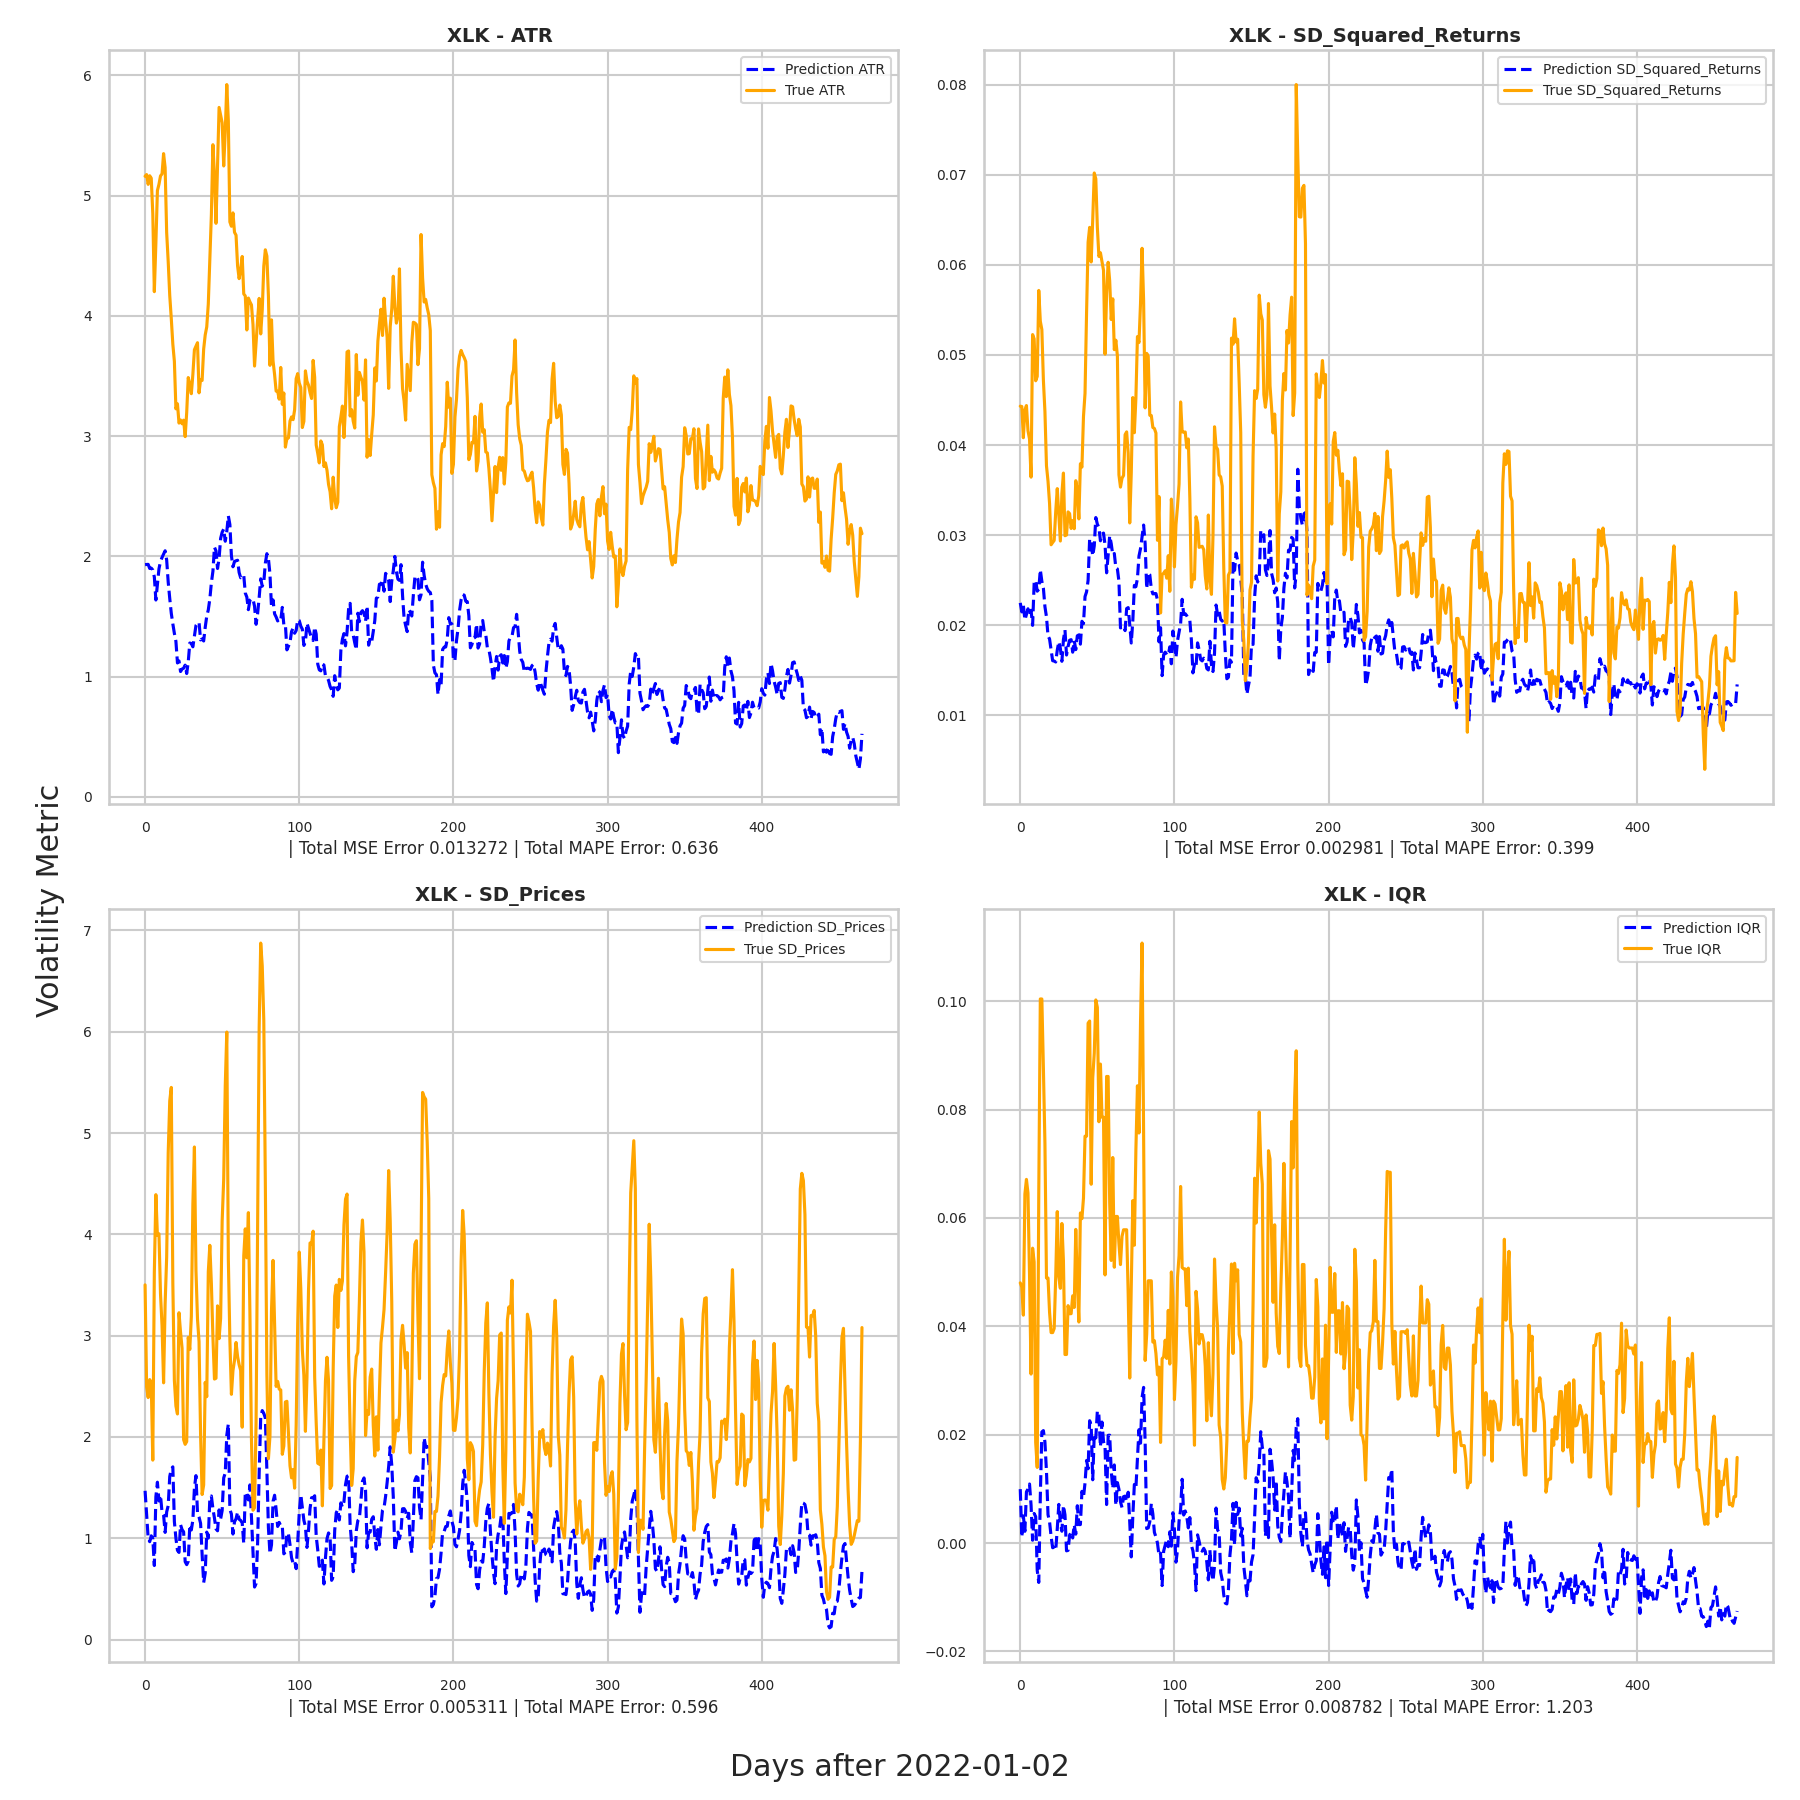 XLK - ATR
Prediction ATR
True ATR
6
5
4
3
2
1
0
0 100 200 300 400
| Total MSE Error 0.013272 | Total MAPE Error: 0.636
XLK - SD_Squared_Returns
Prediction SD_Squared_Returns
True SD_Squared_Returns
0.08
0.07
0.06
0.05
0.04
0.03
0.02
0.01
0 100 200 300 400
| Total MSE Error 0.002981 | Total MAPE Error: 0.399
Volatility Metric
XLK - SD_Prices
Prediction SD_Prices
True SD_Prices
7
6
5
4
3
2
1
0
0 100 200 300 400
| Total MSE Error 0.005311 | Total MAPE Error: 0.596
XLK - IQR
Prediction IQR
True IQR
0.10
0.08
0.06
0.04
0.02
0.00
−0.02
0 100 200 300 400
| Total MSE Error 0.008782 | Total MAPE Error: 1.203
Days after 2022-01-02